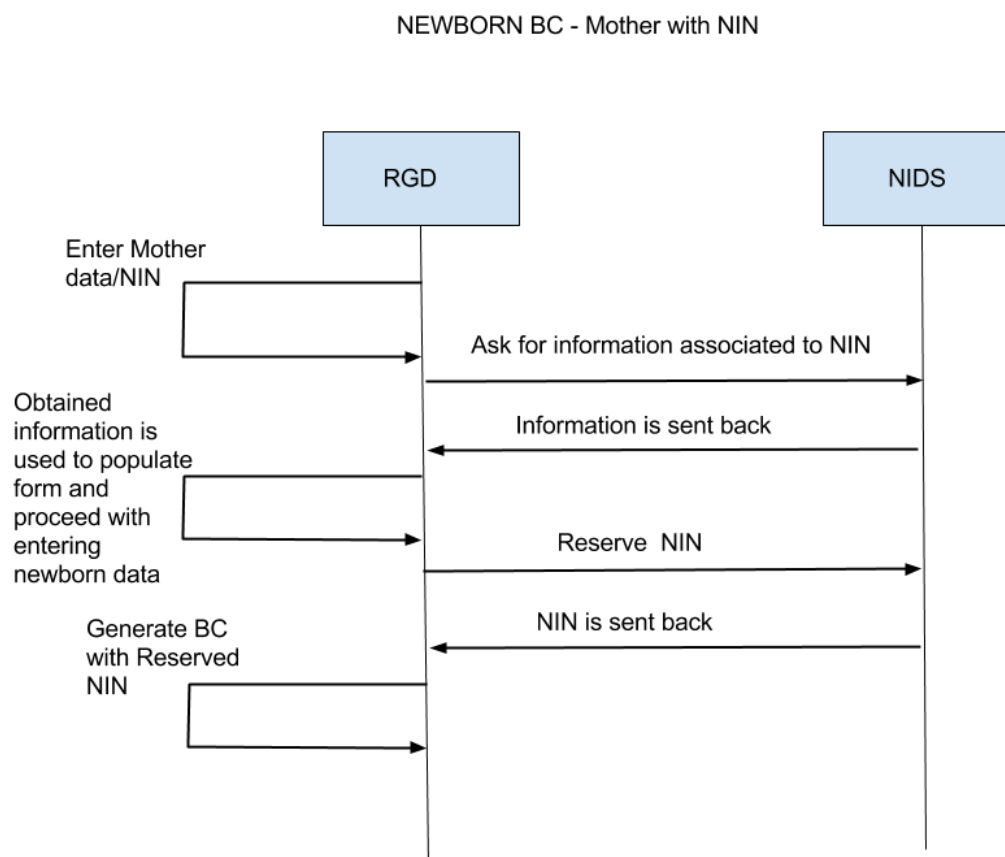 NEWBORN BC - Mother with NIN
RGD
NIDS
Enter Mother
data/NIN
Ask for information associated to NIN
Information is sent back
Obtained
information is
used to populate
form and
proceed with
entering
newborn data
Reserve NIN
NIN is sent back
Generate BC
with Reserved
NIN